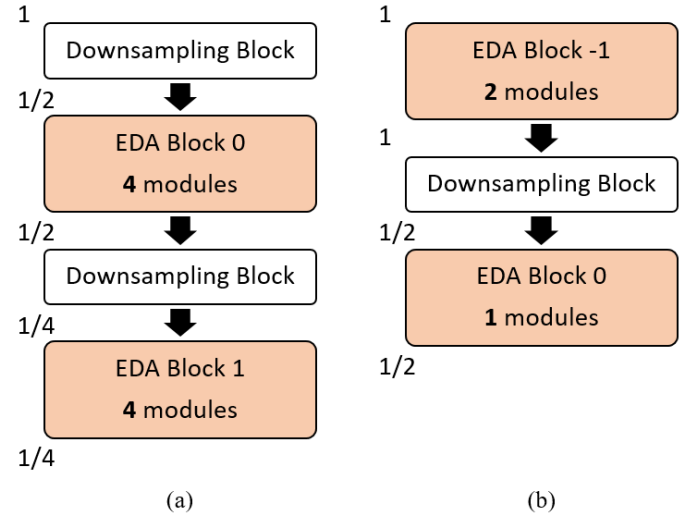 1
Downsampling Block
1/2
EDA Block 0
4 modules
1/2
Downsampling Block
1/4
EDA Block 1
4 modules
1/4
(a)
1
EDA Block -1
2 modules
1
Downsampling Block
1/2
EDA Block 0
1 modules
1/2
(b)